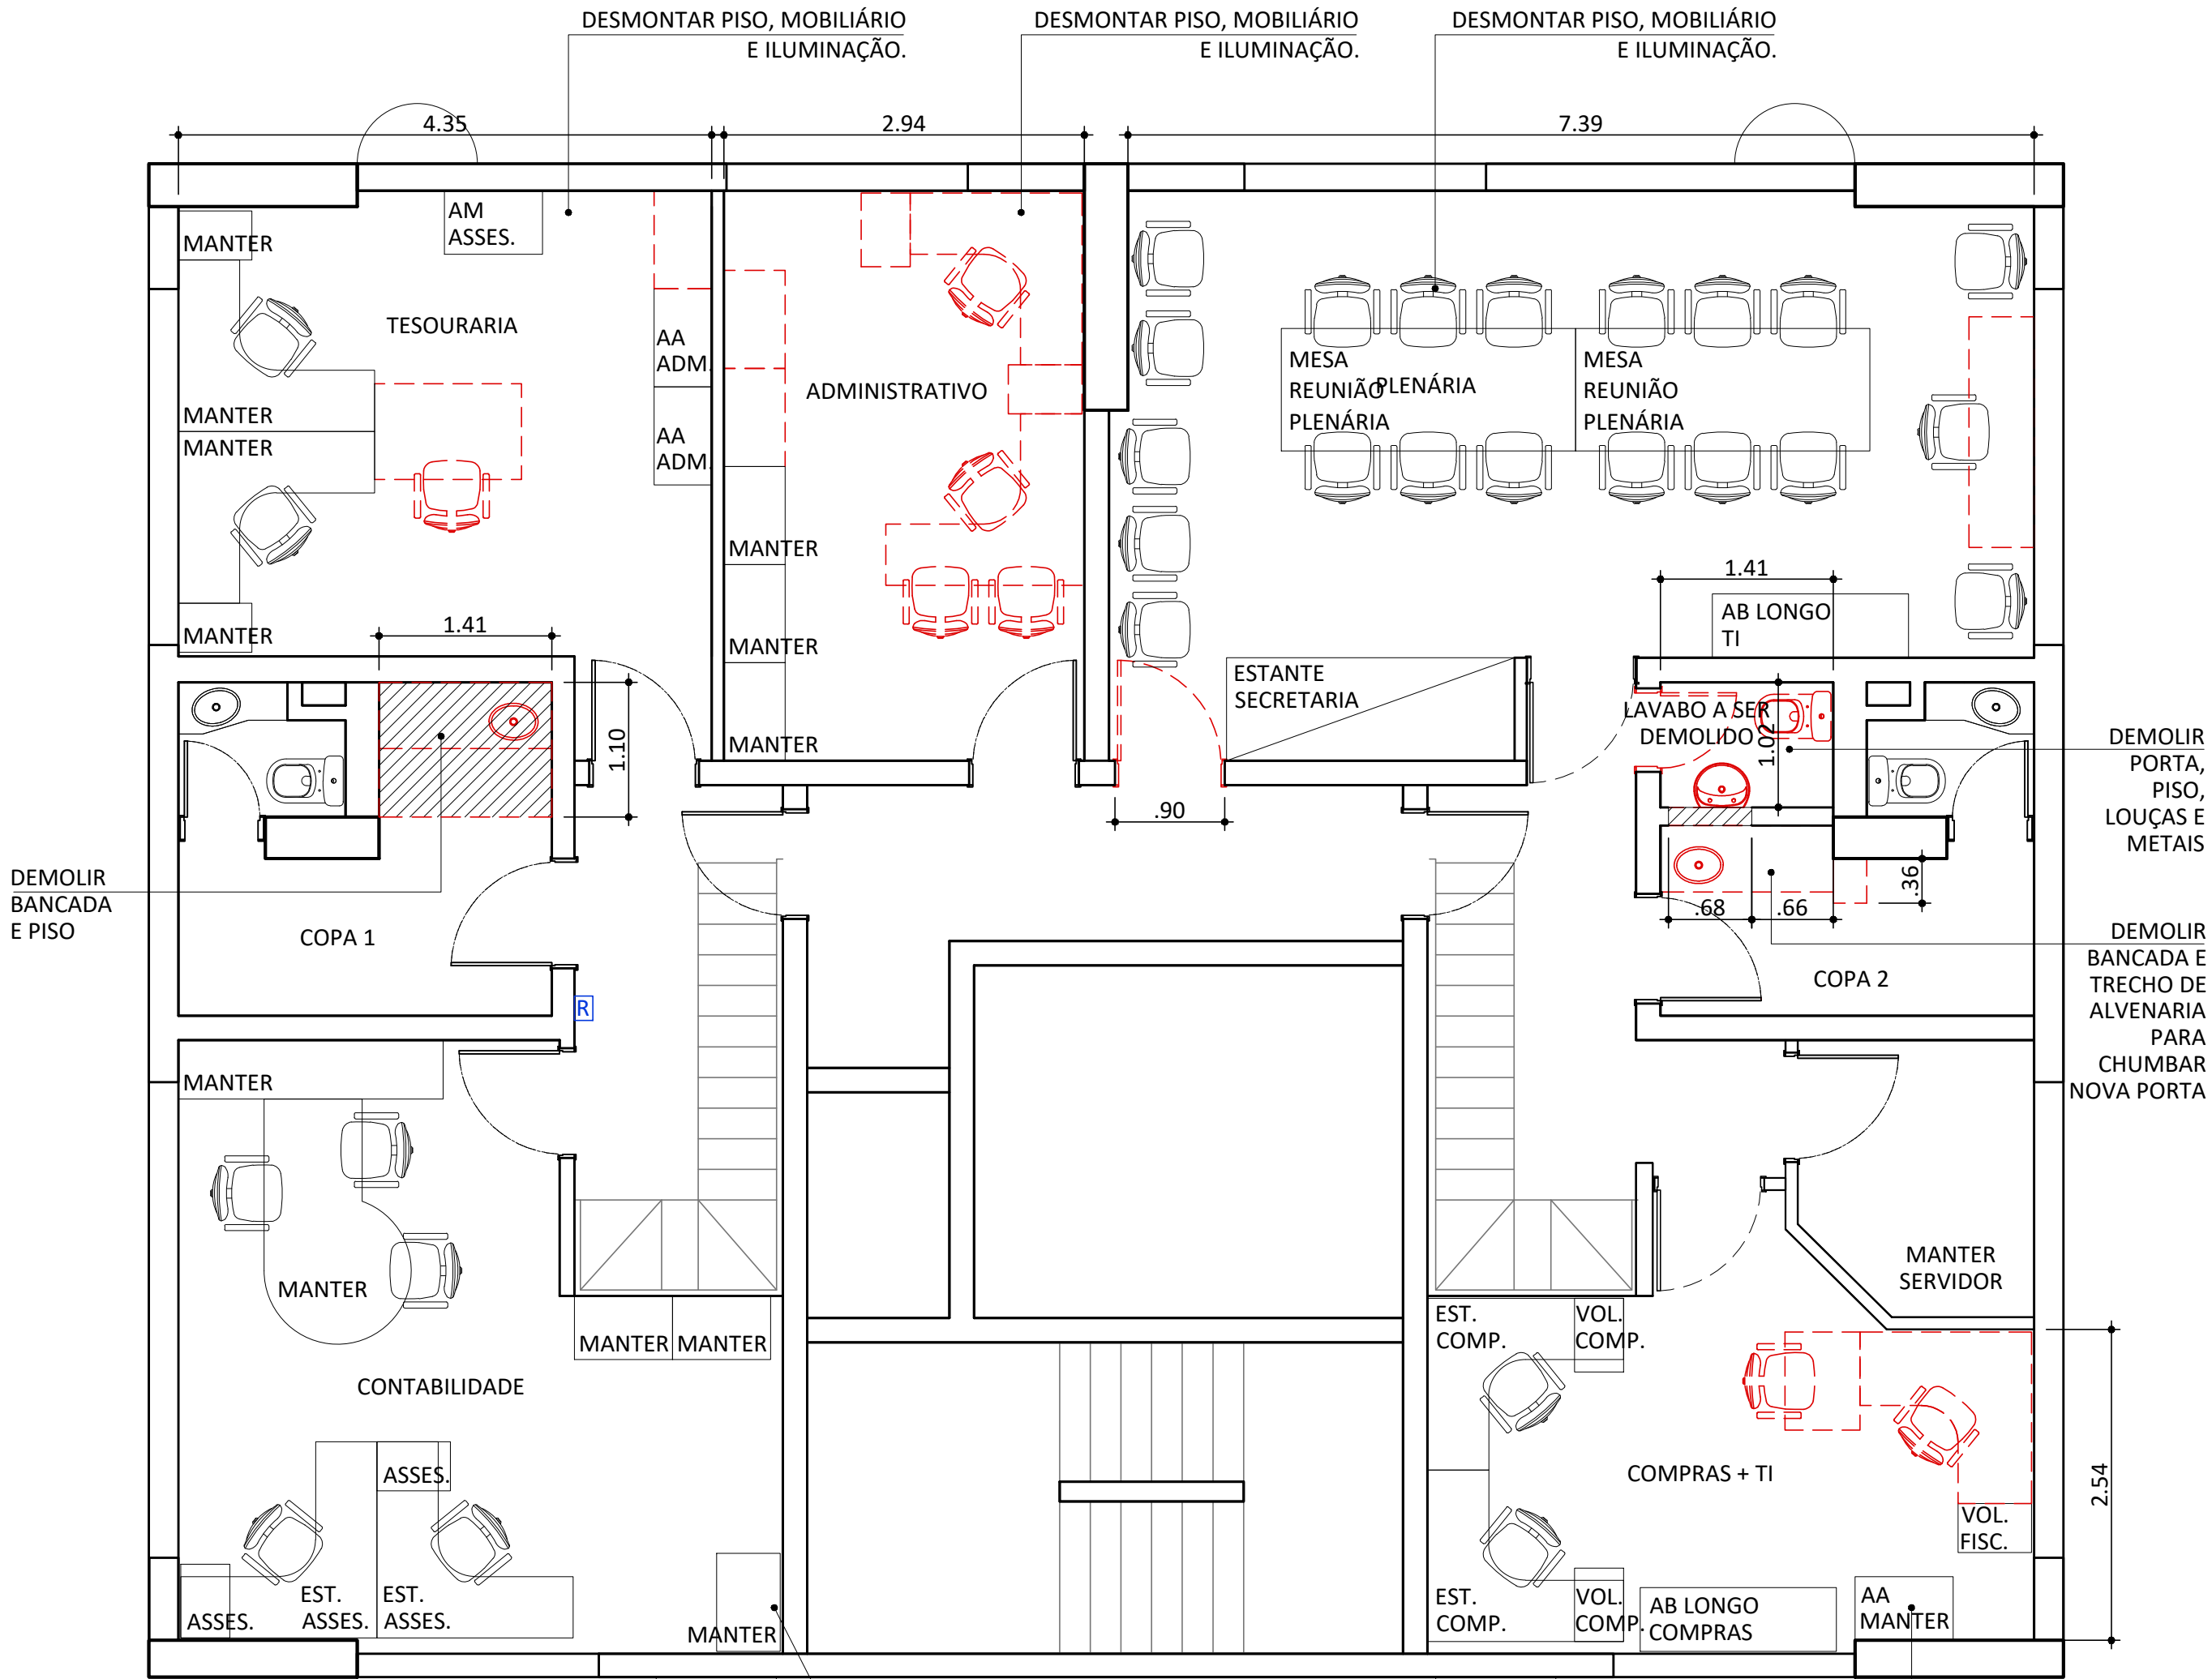 DESMONTAR PISO, MOBILIÁRIO
E ILUMINAÇÃO.
DESMONTAR PISO, MOBILIÁRIO
E ILUMINAÇÃO.
DESMONTAR PISO, MOBILIÁRIO
E ILUMINAÇÃO.
4.35
2.94
7.39
MANTER
AM
ASSES.
TESOURARIA
AA
ADM.
AA
ADM.
MANTER
MANTER
MANTER
1.41
ADMINISTRATIVO
MANTER
MANTER
MANTER
MESA
REUNIÃO
PLENÁRIA
PLENÁRIA
MESA
REUNIÃO
PLENÁRIA
1.41
AB LONGO
TI
ESTANTE
SECRETARIA
LAVABO A SER
DEMOLIDO
1.02
1.10
.90
DEMOLIR
PORTA,
PISO,
LOUÇAS E
METAIS
DEMOLIR
BANCADA
E PISO
COPA 1
R
.68
.66
.36
COPA 2
DEMOLIR
BANCADA E
TRECHO DE
ALVENARIA
PARA
CHUMBAR
NOVA PORTA
MANTER
MANTER
MANTER
MANTER
CONTABILIDADE
ASSES.
ASSES.
EST.
ASSES.
EST.
ASSES.
MANTER
MANTER
SERVIDOR
EST.
COMP.
VOL.
COMP.
COMPRAS + TI
2.54
VOL.
FISC.
EST.
COMP.
VOL.
COMP.
AB LONGO
COMPRAS
AA
MANTER